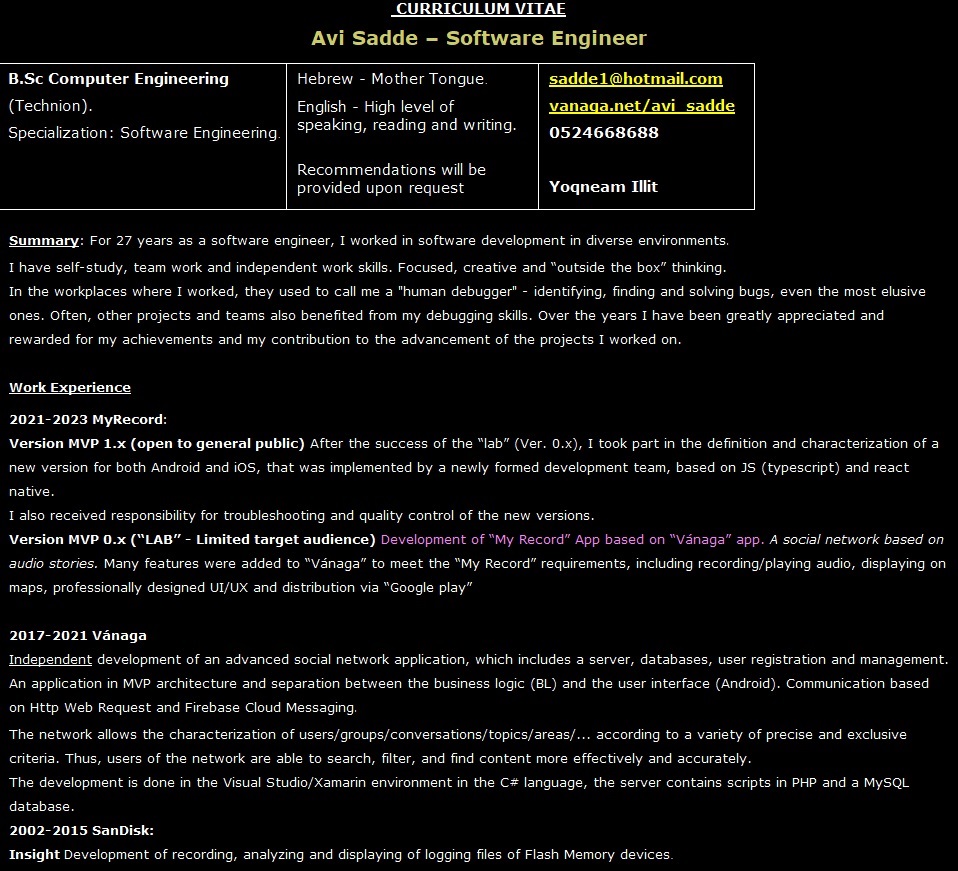 CURRICULUM VITAE
Avi Sadde – Software Engineer
B.Sc Computer Engineering
(Technion).
Specialization: Software Engineering.
Hebrew - Mother Tongue.
English - High level of
speaking, reading and writing.
Recommendations will be
provided upon request
sadde1@hotmail.com
vanaga.net/avi_sadde
0524668688
Yoqneam Illit
Summary: For 27 years as a software engineer, I worked in software development in diverse environments.
I have self-study, team work and independent work skills. Focused, creative and “outside the box” thinking.
In the workplaces where I worked, they used to call me a "human debugger" - identifying, finding and solving bugs, even the most elusive
ones. Often, other projects and teams also benefited from my debugging skills. Over the years I have been greatly appreciated and
rewarded for my achievements and my contribution to the advancement of the projects I worked on.
Work Experience
2021-2023 MyRecord:
Version MVP 1.x (open to general public) After the success of the “lab” (Ver. 0.x), I took part in the definition and characterization of a
new version for both Android and iOS, that was implemented by a newly formed development team, based on JS (typescript) and react
native.
I also received responsibility for troubleshooting and quality control of the new versions.
Version MVP 0.x (“LAB” - Limited target audience) Development of “My Record” App based on “Vánaga” app. A social network based on
audio stories. Many features were added to “Vánaga” to meet the “My Record” requirements, including recording/playing audio, displaying on
maps, professionally designed UI/UX and distribution via “Google play”
2017-2021 Vánaga
Independent development of an advanced social network application, which includes a server, databases, user registration and management.
An application in MVP architecture and separation between the business logic (BL) and the user interface (Android). Communication based
on Http Web Request and Firebase Cloud Messaging.
The network allows the characterization of users/groups/conversations/topics/areas/... according to a variety of precise and exclusive
criteria. Thus, users of the network are able to search, filter, and find content more effectively and accurately.
The development is done in the Visual Studio/Xamarin environment in the C# language, the server contains scripts in PHP and a MySQL
database.
2002-2015 SanDisk:
Insight Development of recording, analyzing and displaying of logging files of Flash Memory devices.